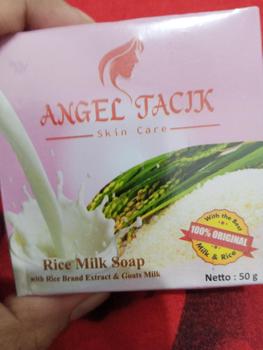 ANGEL TACIK
Skin Care
With the Best
100% ORIGINAL
Milk & Rice
Rice Milk Soap
with Rice Brand Extract & Goats Milk
Netto : 50 g